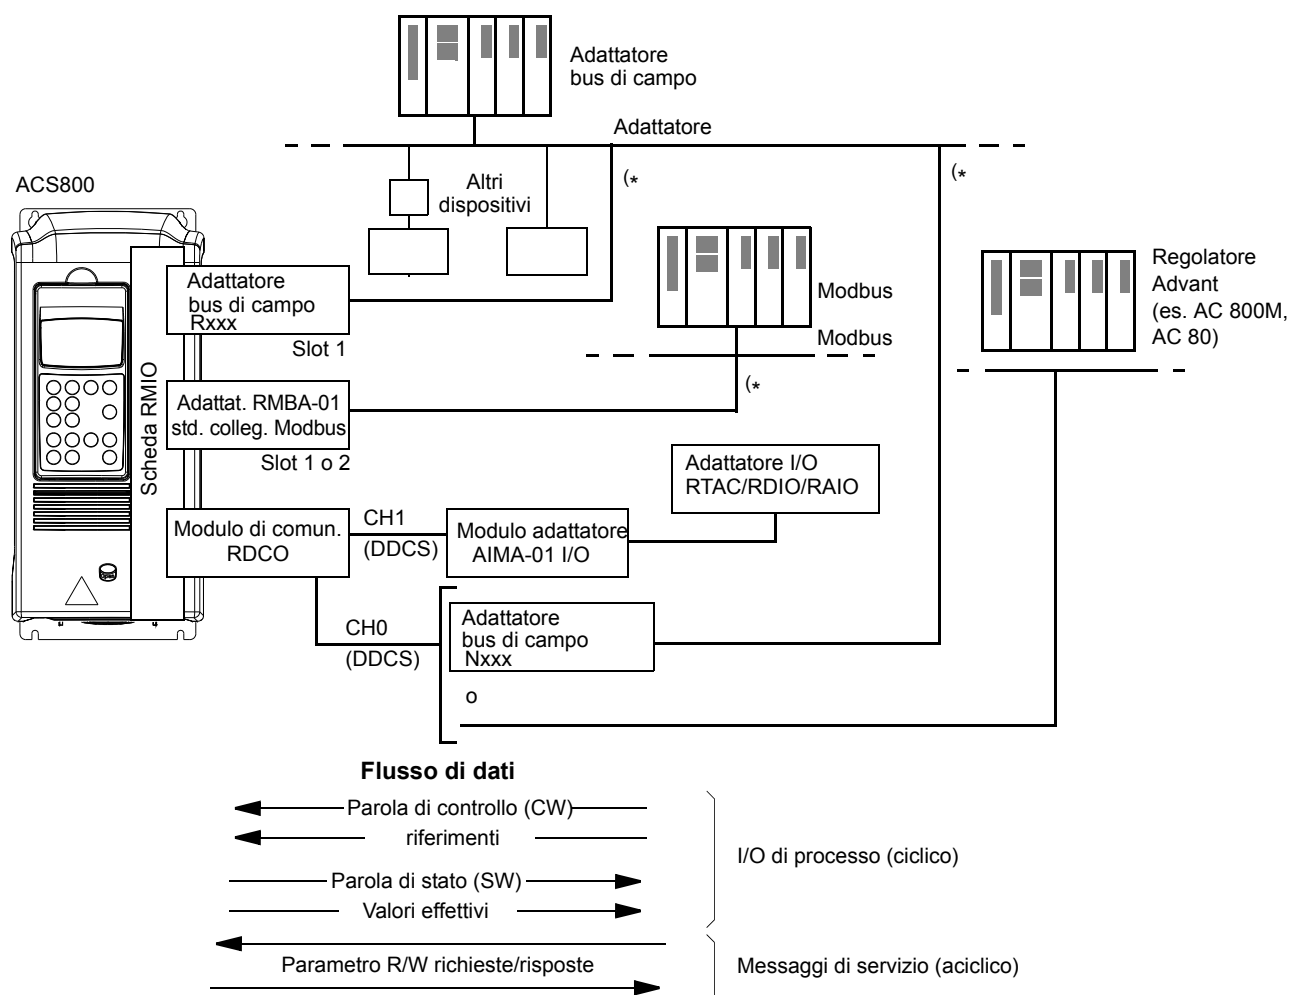 Adattatore
bus di campo
Adattatore
(*
(*
ACS800
Altri
dispositivi
Adattatore
bus di campo
Rxxx
Slot 1
Modbus
Modbus
(*
Regolatore
Advant
(es. AC 800M,
AC 80)
Scheda RMIO
Adattat. RMBA-01
std. colleg. Modbus
Slot 1 o 2
Adattatore I/O
RTAC/RDIO/RAIO
Modulo di comun.
RDCO
CH1
(DDCS)
Modulo adattatore
AIMA-01 I/O
CH0
(DDCS)
Adattatore
bus di campo
Nxxx
o
Flusso di dati
Parola di controllo (CW)
riferimenti
Parola di stato (SW)
Valori effettivi
I/O di processo (ciclico)
Parametro R/W richieste/risposte
Messaggi di servizio (aciclico)